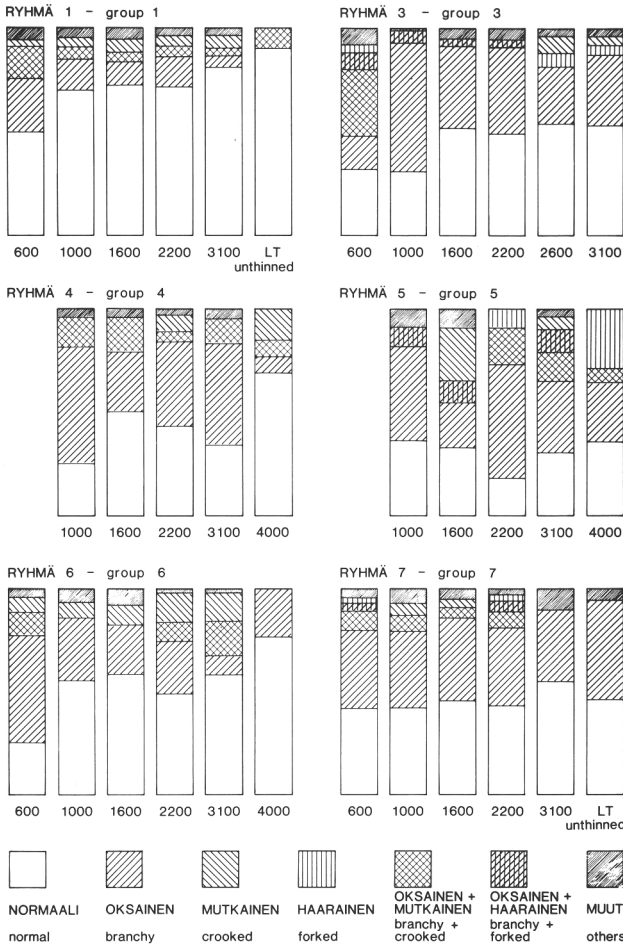 RYHMÄ 1 - group 1
600 1000 1600 2200 3100 LT
unthinned
RYHMÄ 3 - group 3
600 1000 1600 2200 2600 3100
RYHMÄ 4 - group 4
1000 1600 2200 3100 4000
RYHMÄ 5 - group 5
1000 1600 2200 3100 4000
RYHMÄ 6 - group 6
600 1000 1600 2200 3100 4000
RYHMÄ 7 - group 7
600 1000 1600 2200 3100 LT
unthinned
NORMAALI
normal
OKSAINEN
branchy
MUTKAINEN
crooked
HAARAINEN
forked
OKSAINEN +
MUTKAINEN
branchy +
crooked
OKSAINEN +
HAARAINEN
branchy +
forked
MUUT
others